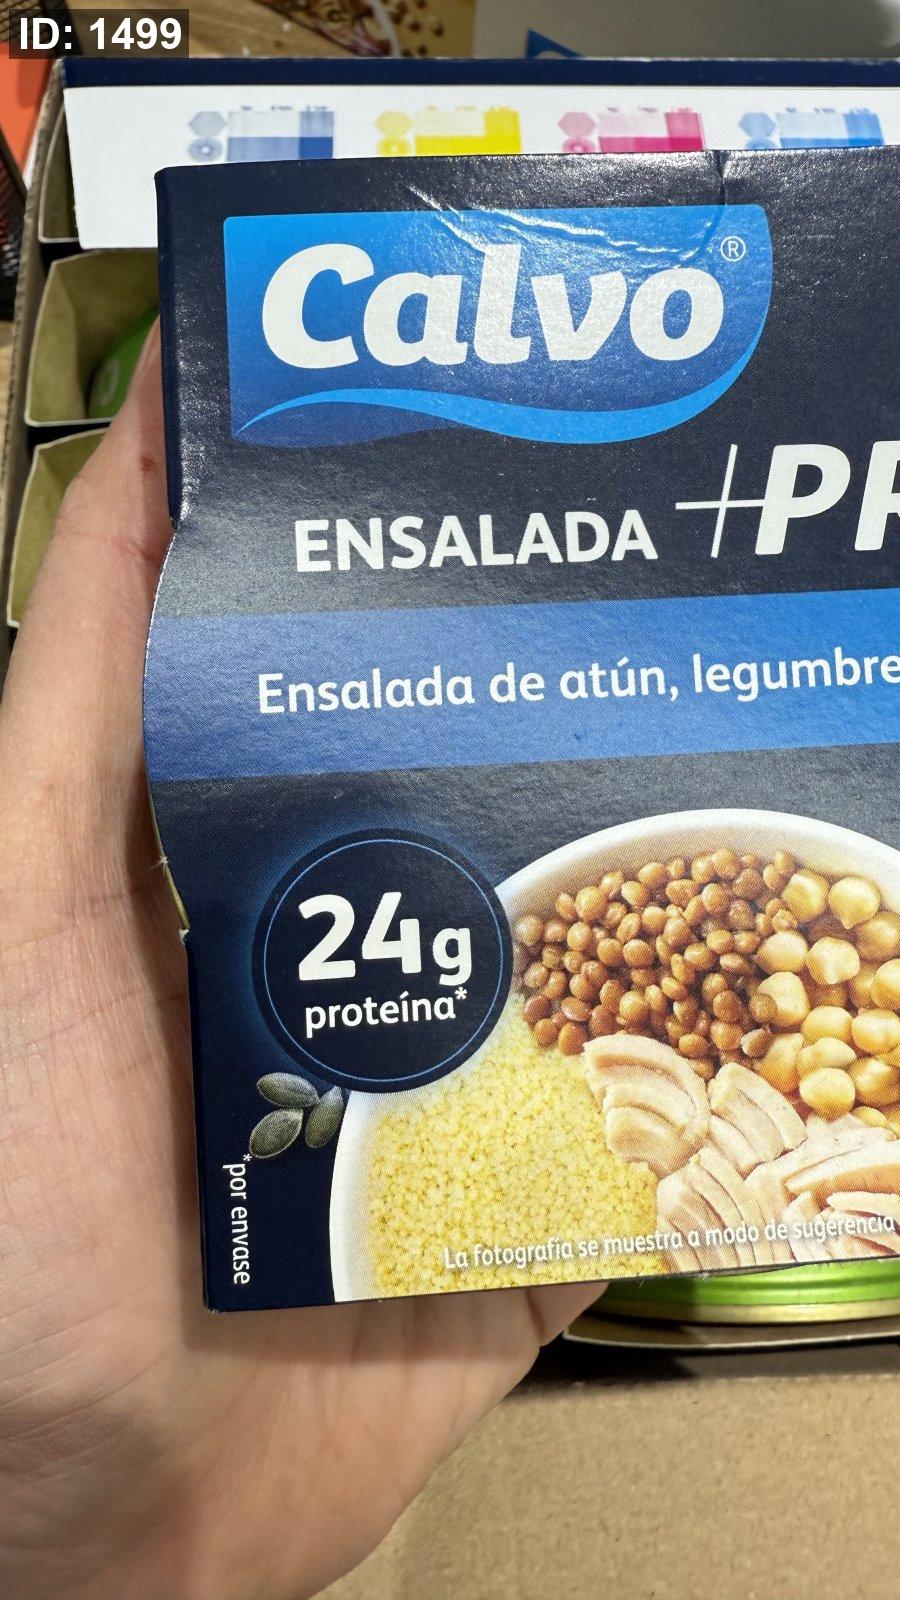 ID: 1499
Calvo®
ENSALADA +PR
Ensalada de atún, legumbre
24g
proteína*
*por envase
La fotografía se muestra a modo de sugerencia